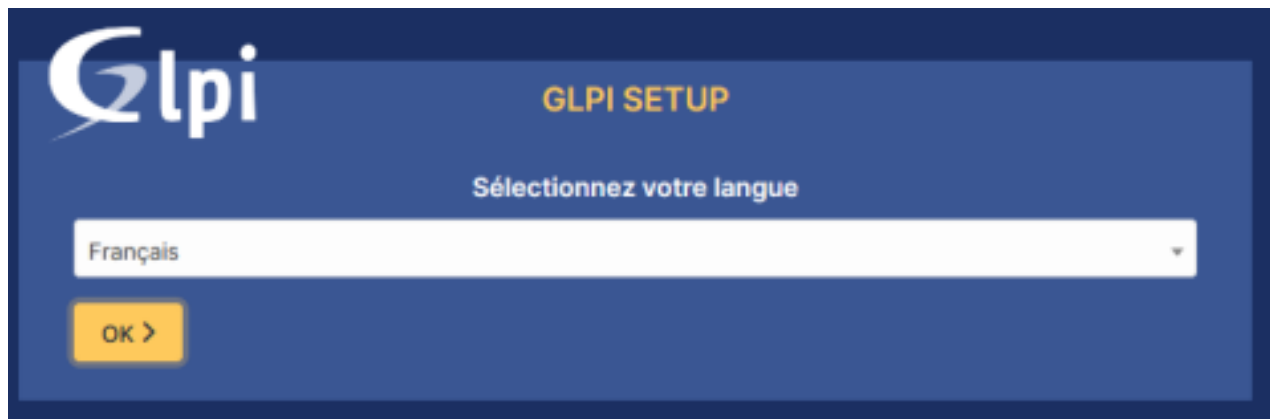 Glpi
GLPI SETUP
Sélectionnez votre langue
Français
OK >